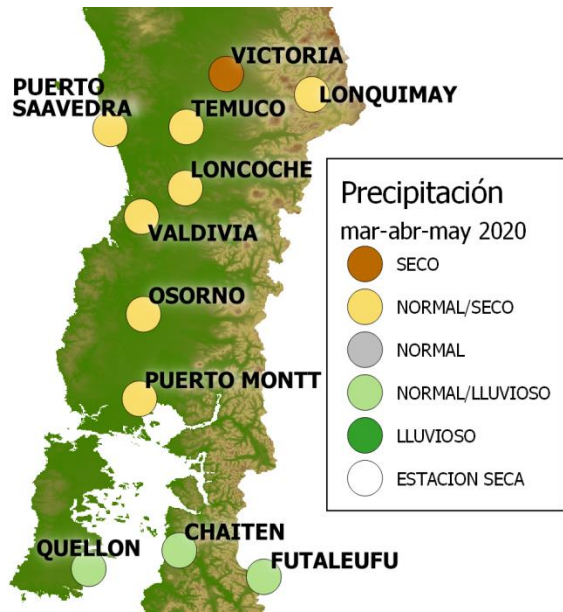 VICTORIA
PUERTO
SAAVEDRA
LONQUIMAY
TEMUCO
LONCOCHE
VALDIVIA
OSORNO
PUERTO MONTT
CHAITEN
QUELLON
FUTALEUFU
Precipitación
mar-abr-may 2020
SECO
NORMAL/SECO
NORMAL
NORMAL/LLUVIOSO
LLUVIOSO
ESTACION SECA